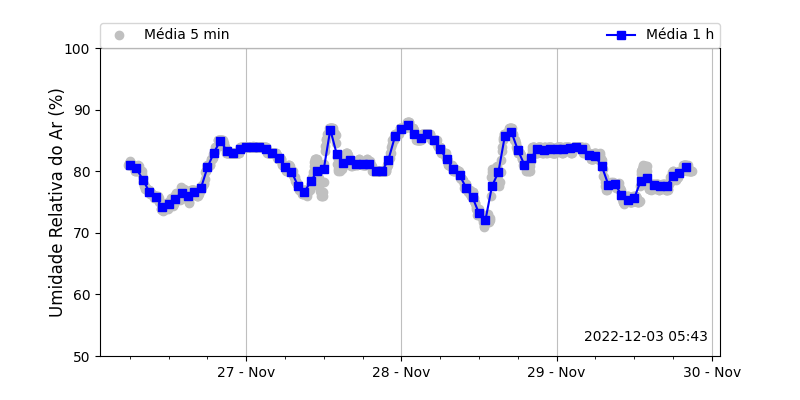 Média 5 min
Média 1 h
Umidade Relativa do Ar (%)
100
90
80
70
60
50
2022-12-03 05:43
27 - Nov
28 - Nov
29 - Nov
30 - Nov